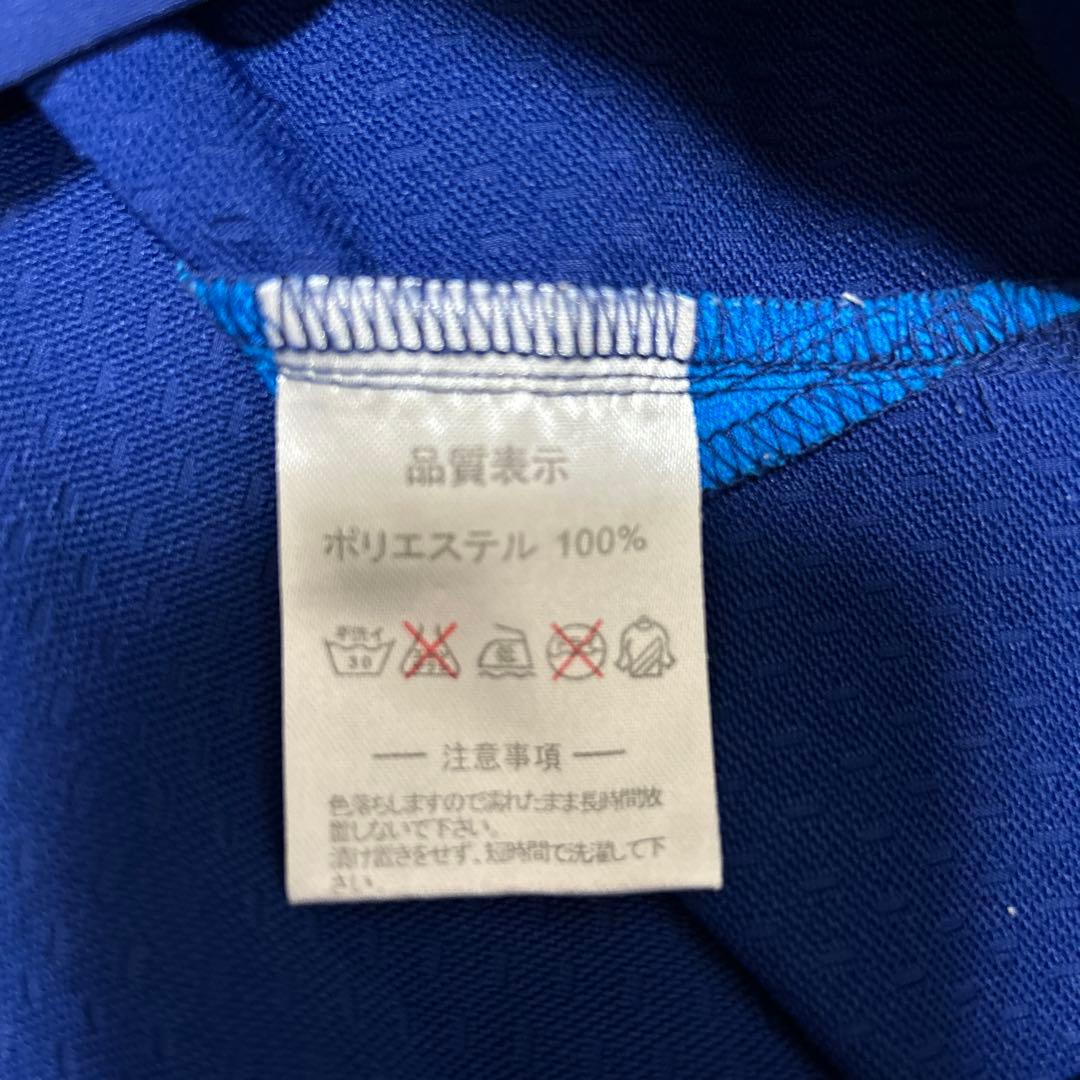 品質表示
ポリエステル 100%
手洗イ
30
注意事項
色落ちしますので濡れたまま長時間放
置しないで下さい。
漬け置きをせず、短時間で洗濯して下
さい。